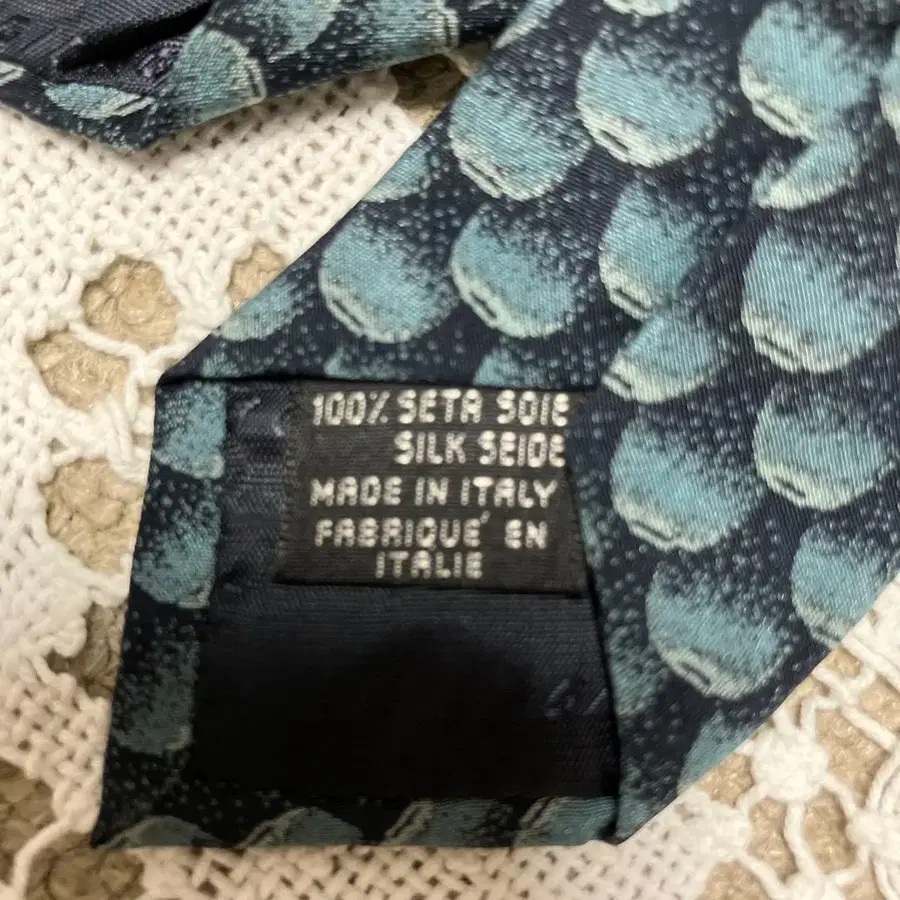 100% SETA SOIE
SILK SEIDE
MADE IN ITALY
FABRIQUE' EN
ITALIE